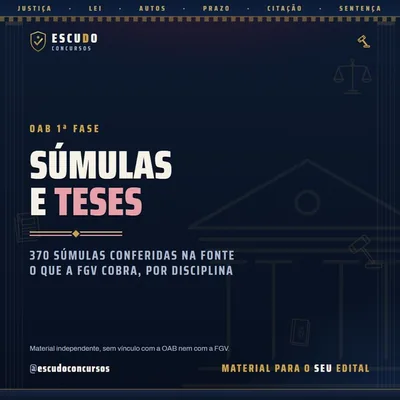 JUSTIÇA · LEI · AUTOS · PRAZO · CITAÇÃO · SENTENÇA
ESCUDO
CONCURSOS
OAB 1ª FASE
SÚMULAS
E TESES
370 SÚMULAS CONFERIDAS NA FONTE
O QUE A FGV COBRA, POR DISCIPLINA
Material independente, sem vínculo com a OAB nem com a FGV.
@escudoconcursos
MATERIAL PARA O SEU EDITAL